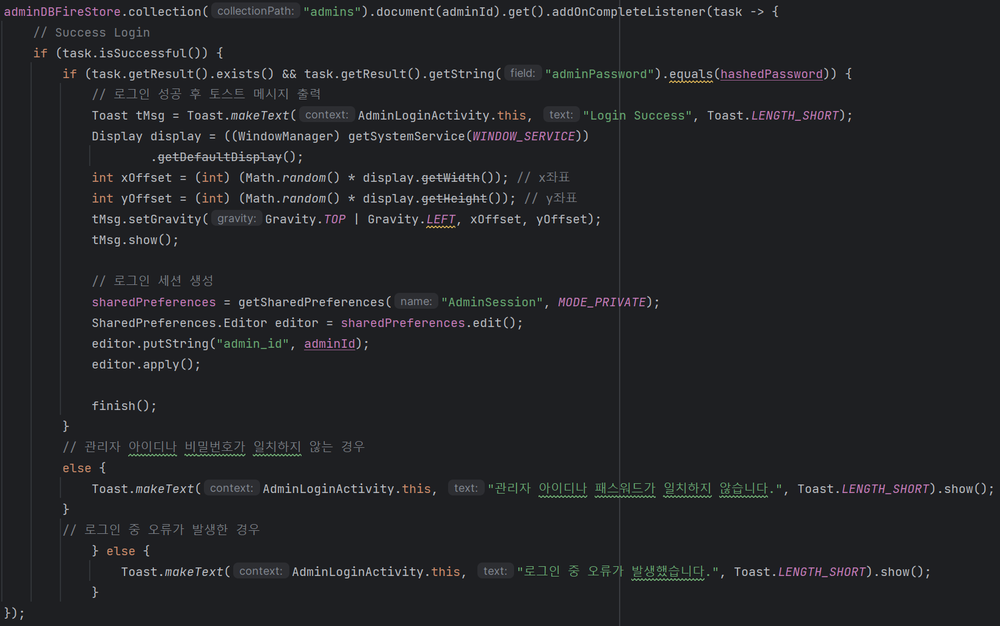 adminDBFireStore.collection( collectionPath: "admins").document(adminId).get().addOnCompleteListener(task -> {
// Success Login
if (task.isSuccessful()) {
if (task.getResult().exists() && task.getResult().getString( field: "adminPassword").equals(hashedPassword)) {
// 로그인 성공 후 토스트 메시지 출력
Toast tMsg = Toast.makeText( context: AdminLoginActivity.this, text: "Login Success", Toast.LENGTH_SHORT);
Display display = ((WindowManager) getSystemService(WINDOW_SERVICE))
.getDefaultDisplay();
int xOffset = (int) (Math.random() * display.getWidth()); // x좌표
int yOffset = (int) (Math.random() * display.getHeight()); // y좌표
tMsg.setGravity( gravity: Gravity.TOP | Gravity.LEFT, xOffset, yOffset);
tMsg.show();
// 로그인 세션 생성
sharedPreferences = getSharedPreferences( name: "AdminSession", MODE_PRIVATE);
SharedPreferences.Editor editor = sharedPreferences.edit();
editor.putString("admin_id", adminId);
editor.apply();
finish();
}
// 관리자 아이디나 비밀번호가 일치하지 않는 경우
else {
Toast.makeText( context: AdminLoginActivity.this, text: "관리자 아이디나 패스워드가 일치하지 않습니다.", Toast.LENGTH_SHORT).show();
}
// 로그인 중 오류가 발생한 경우
} else {
Toast.makeText( context: AdminLoginActivity.this, text: "로그인 중 오류가 발생했습니다.", Toast.LENGTH_SHORT).show();
}
});